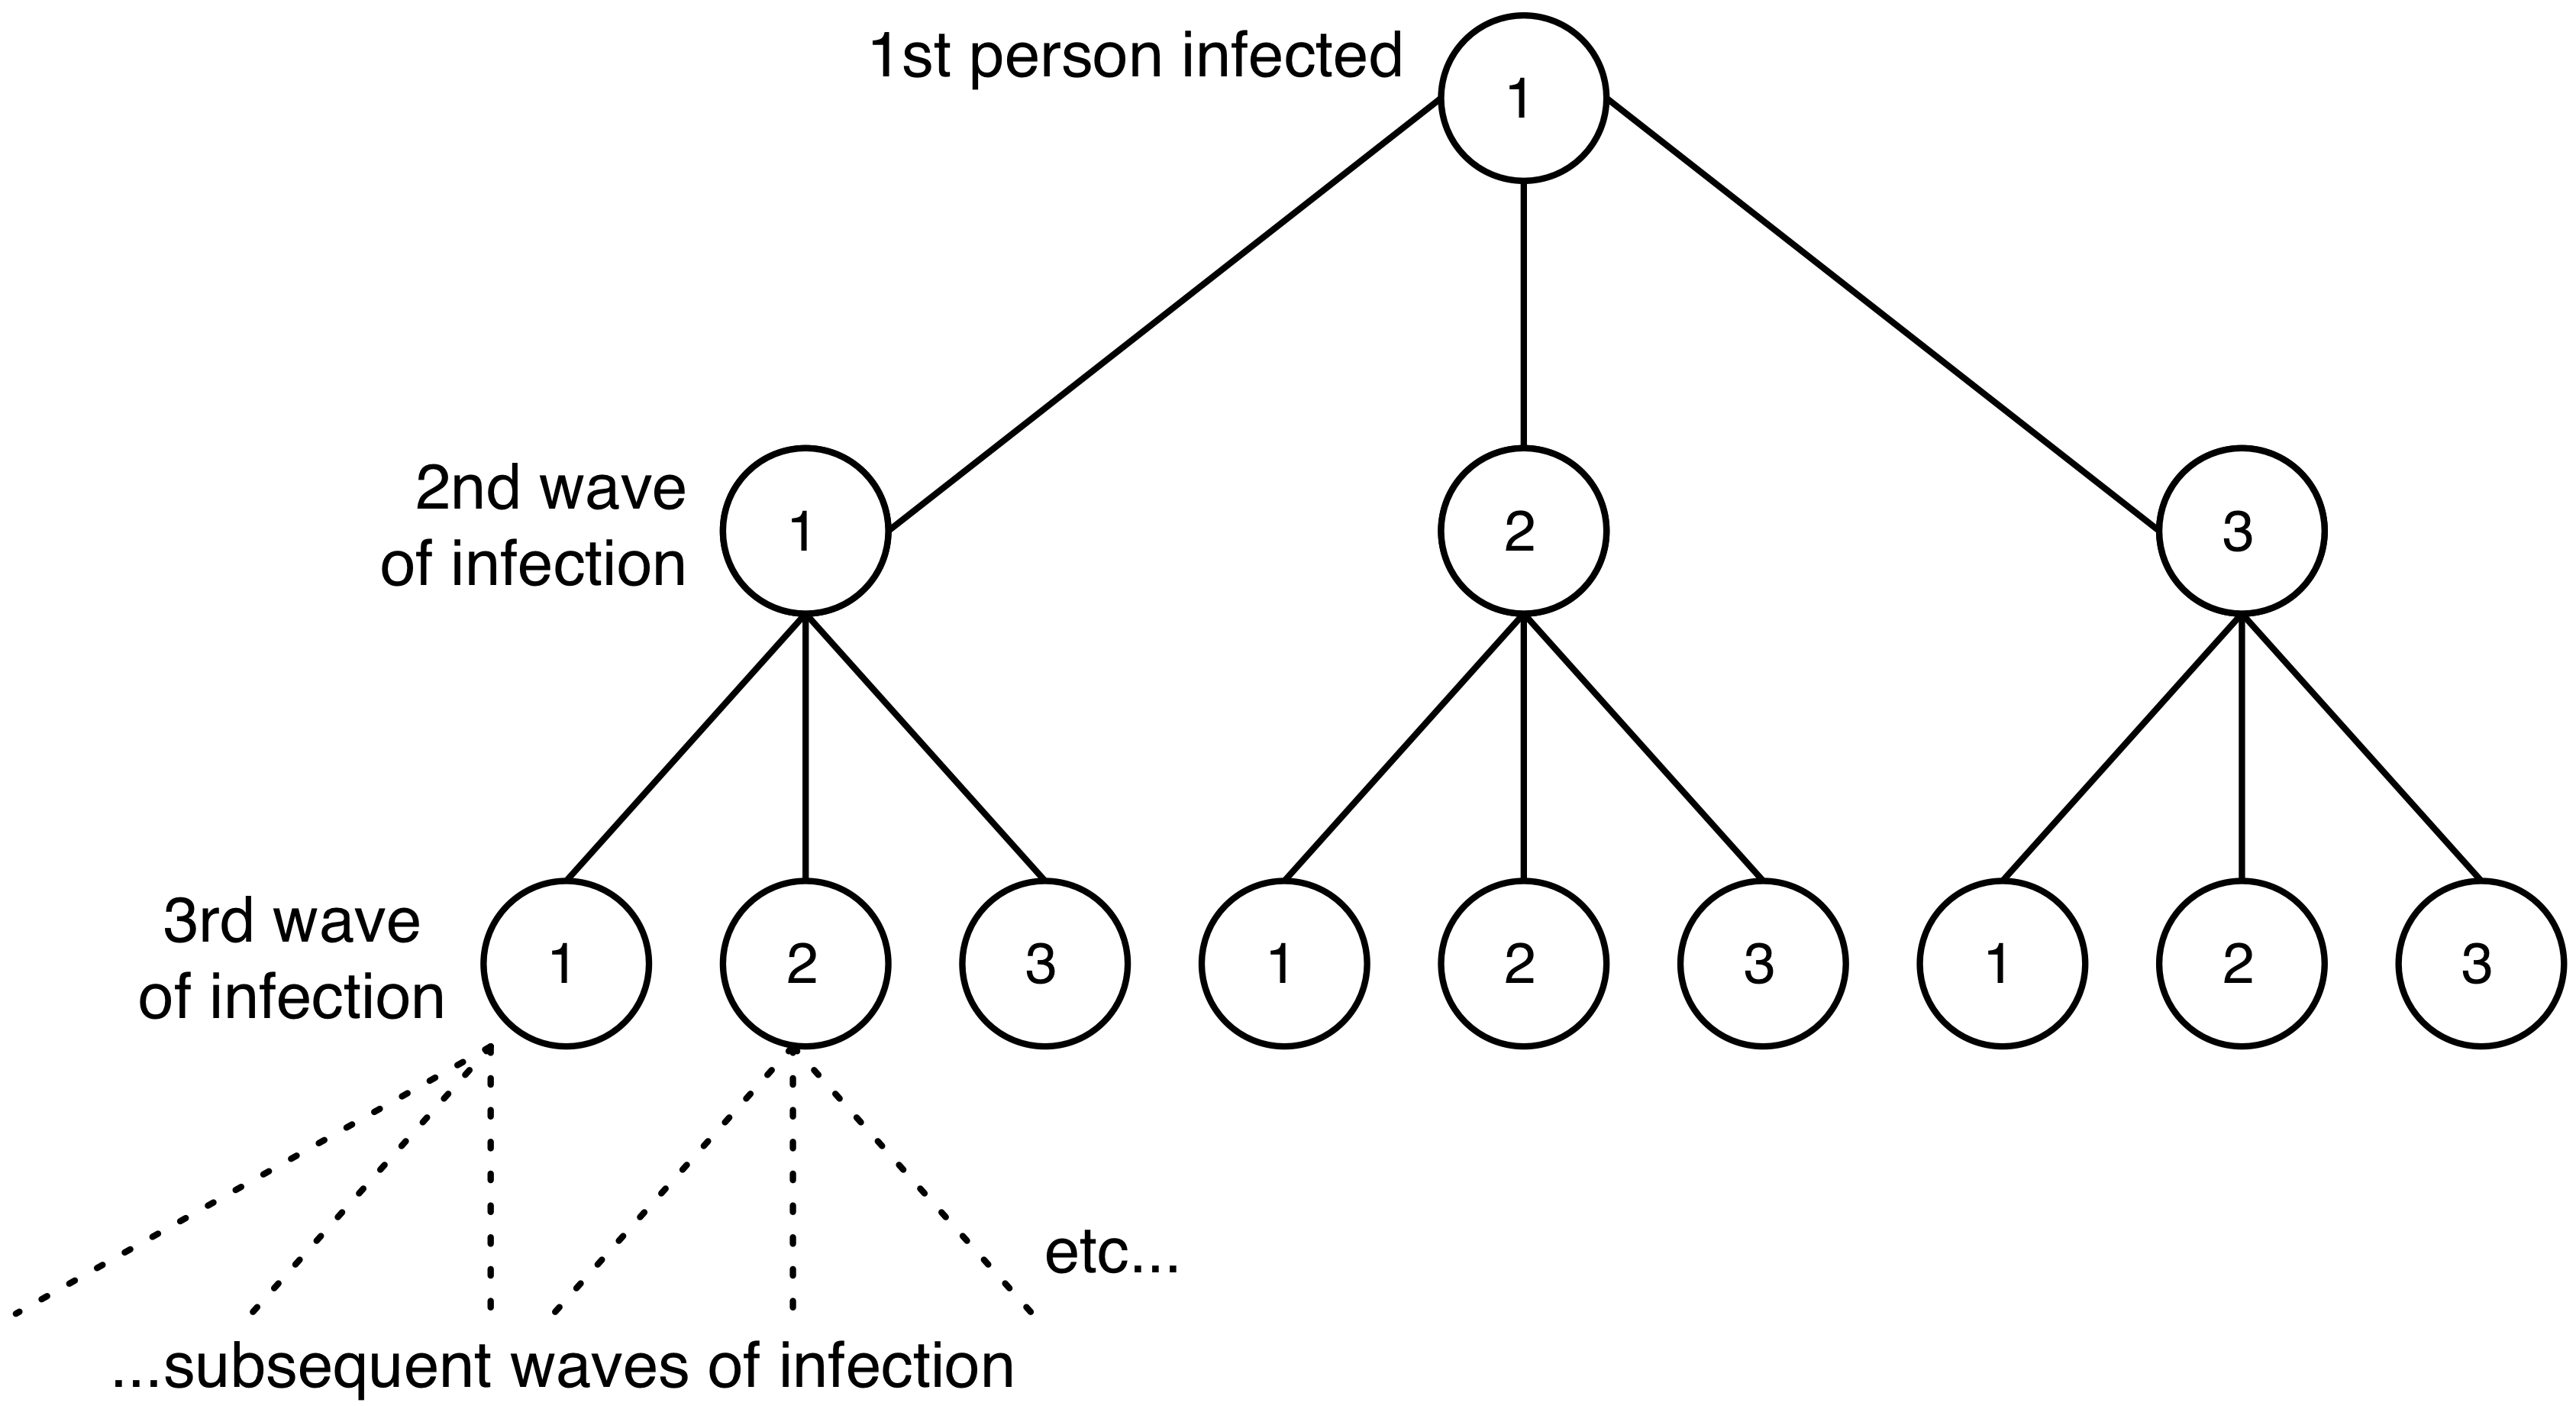 1st person infected
1
2nd wave
of infection
1 2 3
3rd wave
of infection
1 2 3 1 2 3 1 2 3
etc...
...subsequent waves of infection